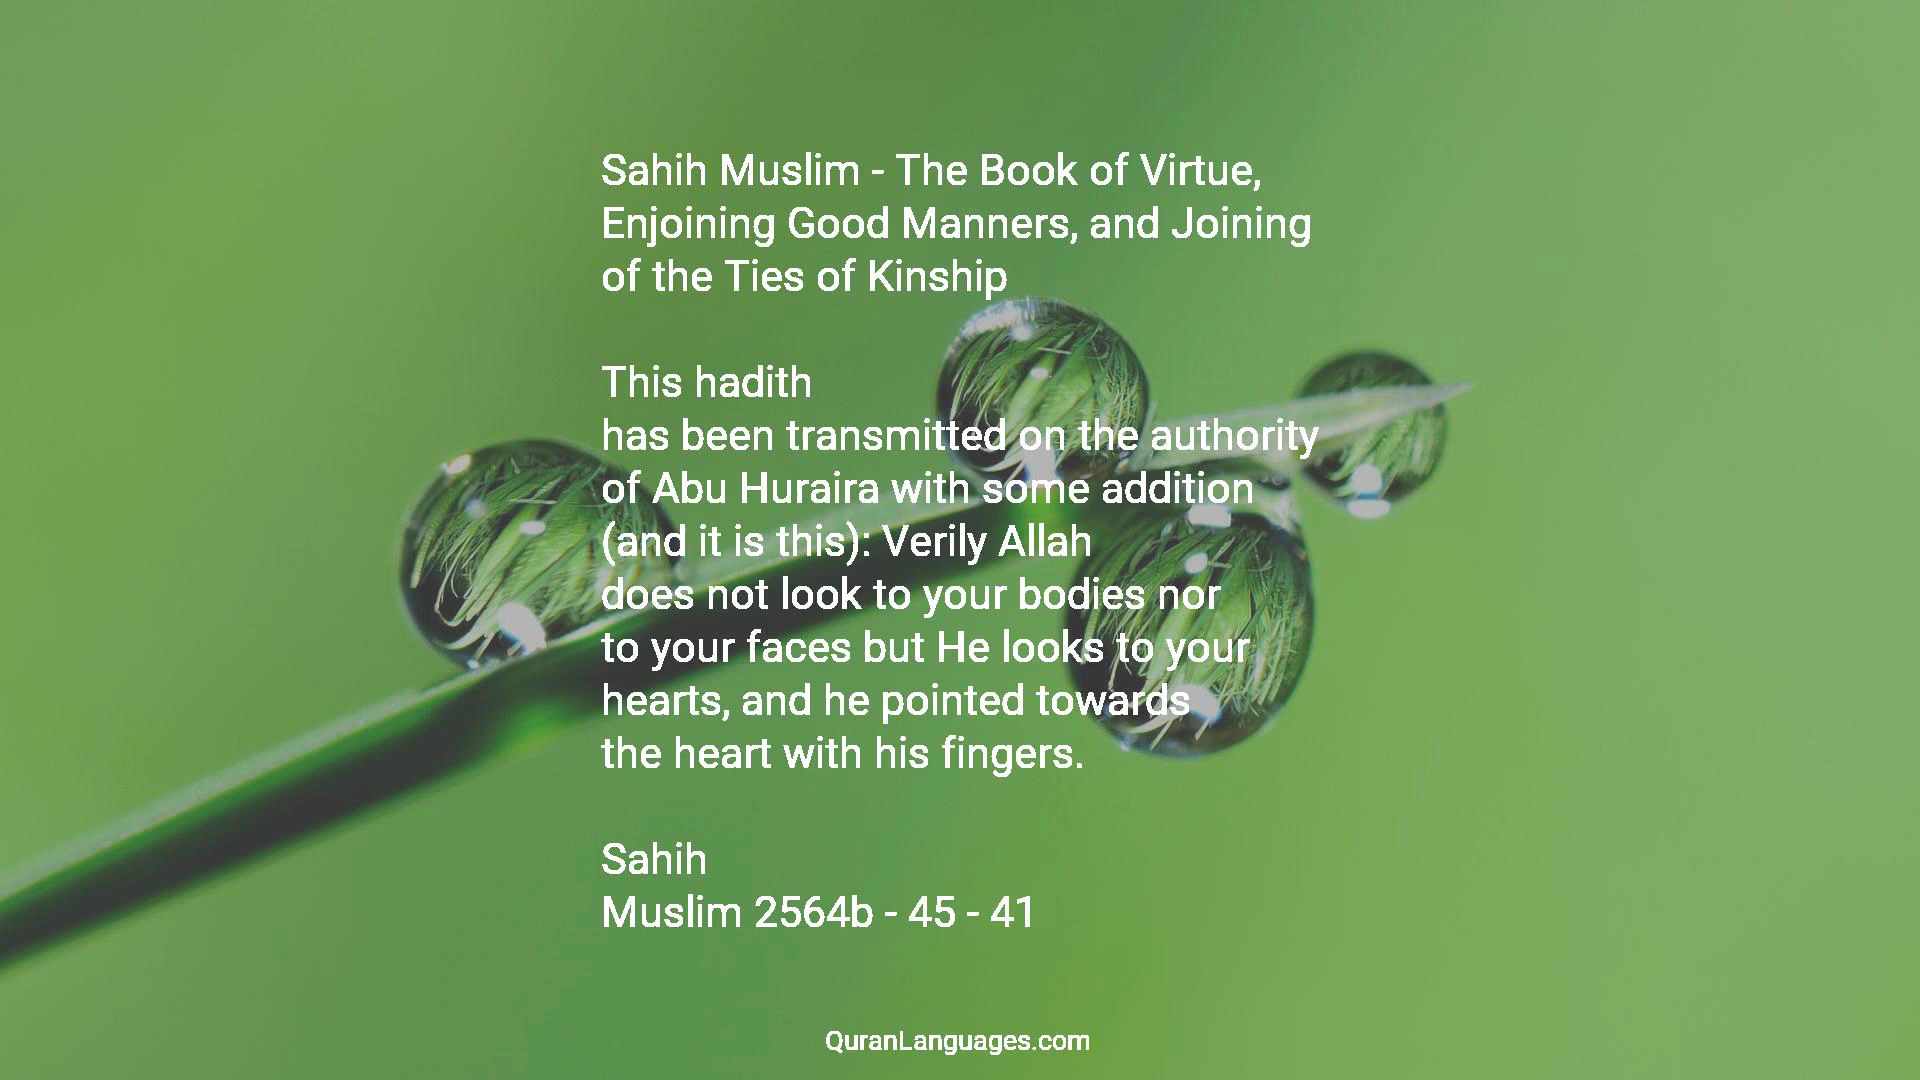 Sahih Muslim - The Book of Virtue,
Enjoining Good Manners, and Joining
of the Ties of Kinship
This hadith
has been transmitted on the authority
of Abu Huraira with some addition
(and it is this): Verily Allah
does not look to your bodies nor
to your faces but He looks to your
hearts, and he pointed towards
the heart with his fingers.
Sahih
Muslim 2564b - 45 - 41
QuranLanguages.com